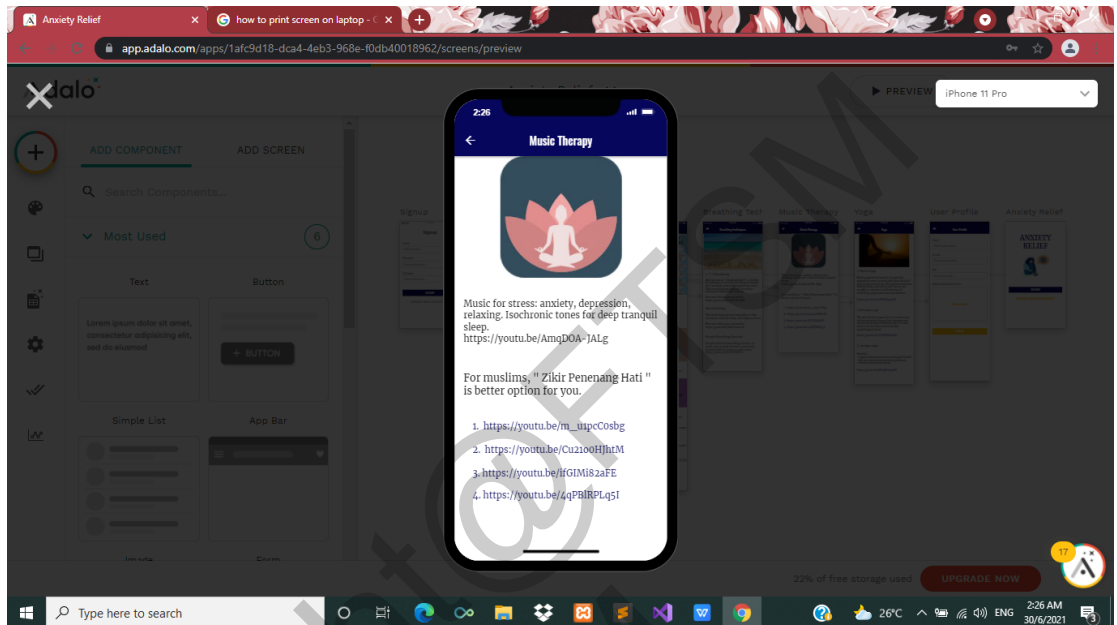 Anxiety Relief
how to print screen on laptop - G
app.adalo.com/apps/1afc9d18-dca4-4eb3-968e-f0db40018962/screens/preview
adalo
PREVIEW
iPhone 11 Pro
ADD COMPONENT
ADD SCREEN
Search Components...
Most Used
6
Text
Button
Lorem ipsum dolor sit amet,
consectetur adipisicing elit,
sed do eiusmod
+ BUTTON
Simple List
App Bar
Image
Form
Signup
Breathing Test
Music Therapy
Yoga
User Profile
Anxiety Relief
ANXIETY
RELIEF
2:26
Music Therapy
Music for stress: anxiety, depression,
relaxing. Isochronic tones for deep tranquil
sleep.
https://youtu.be/AmqDOA-JALg
For muslims, " Zikir Penenang Hati "
is better option for you.
1. https://youtu.be/m_u1pcC0sbg
2. https://youtu.be/Cu21o0HJhtM
3. https://youtu.be/ifGIMi82aFE
4. https://youtu.be/4qPBlRPLq5I
22% of free storage used
UPGRADE NOW
17
Type here to search
26°C
ENG
2:26 AM
30/6/2021
3